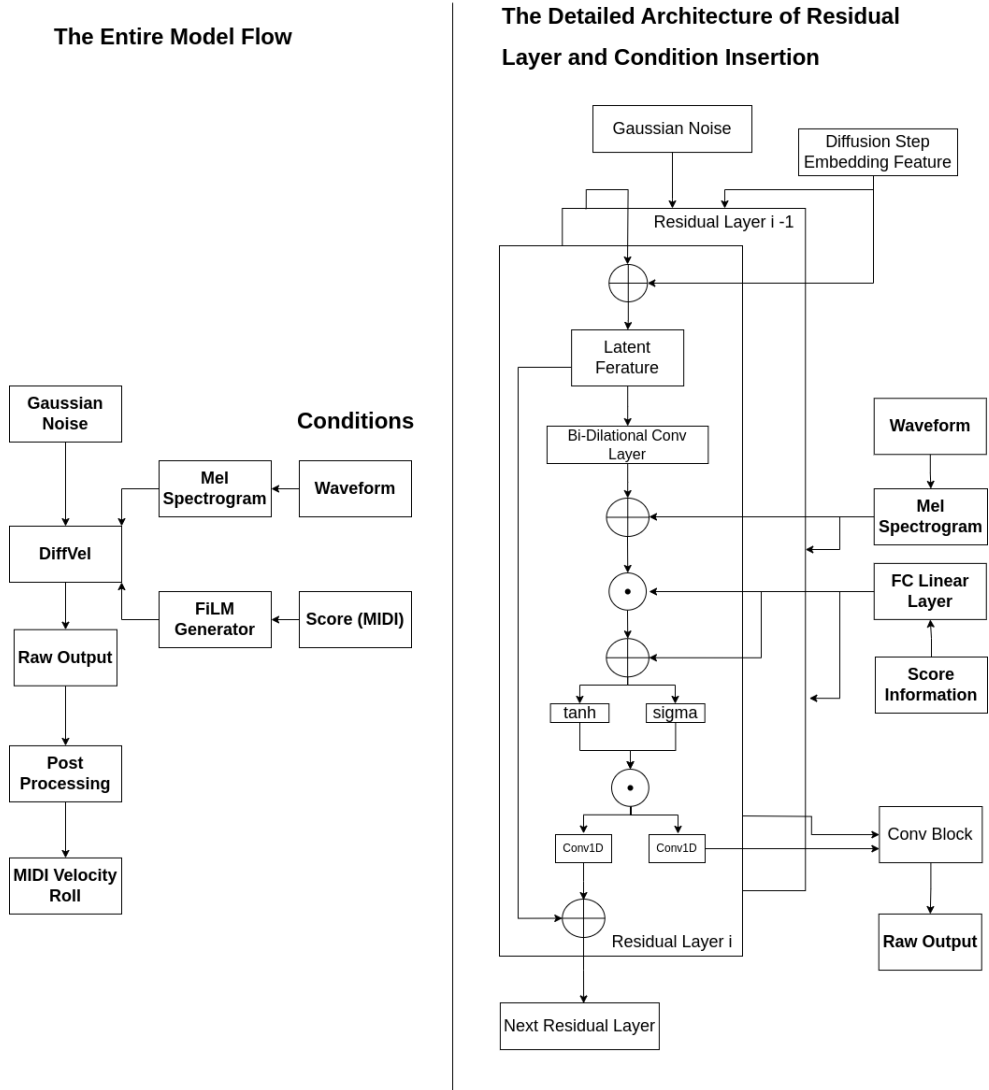 The Entire Model Flow
Gaussian
Noise
Conditions
Mel
Spectrogram
Waveform
DiffVel
FiLM
Generator
Score (MIDI)
Raw Output
Post
Processing
MIDI Velocity
Roll
The Detailed Architecture of Residual
Layer and Condition Insertion
Gaussian Noise
Diffusion Step
Embedding Feature
Residual Layer i -1
Latent
Ferature
Bi-Dilational Conv
Layer
Waveform
Mel
Spectrogram
FC Linear
Layer
Score
Information
tanh
sigma
Conv1D
Conv1D
Conv Block
Raw Output
Residual Layer i
Next Residual Layer